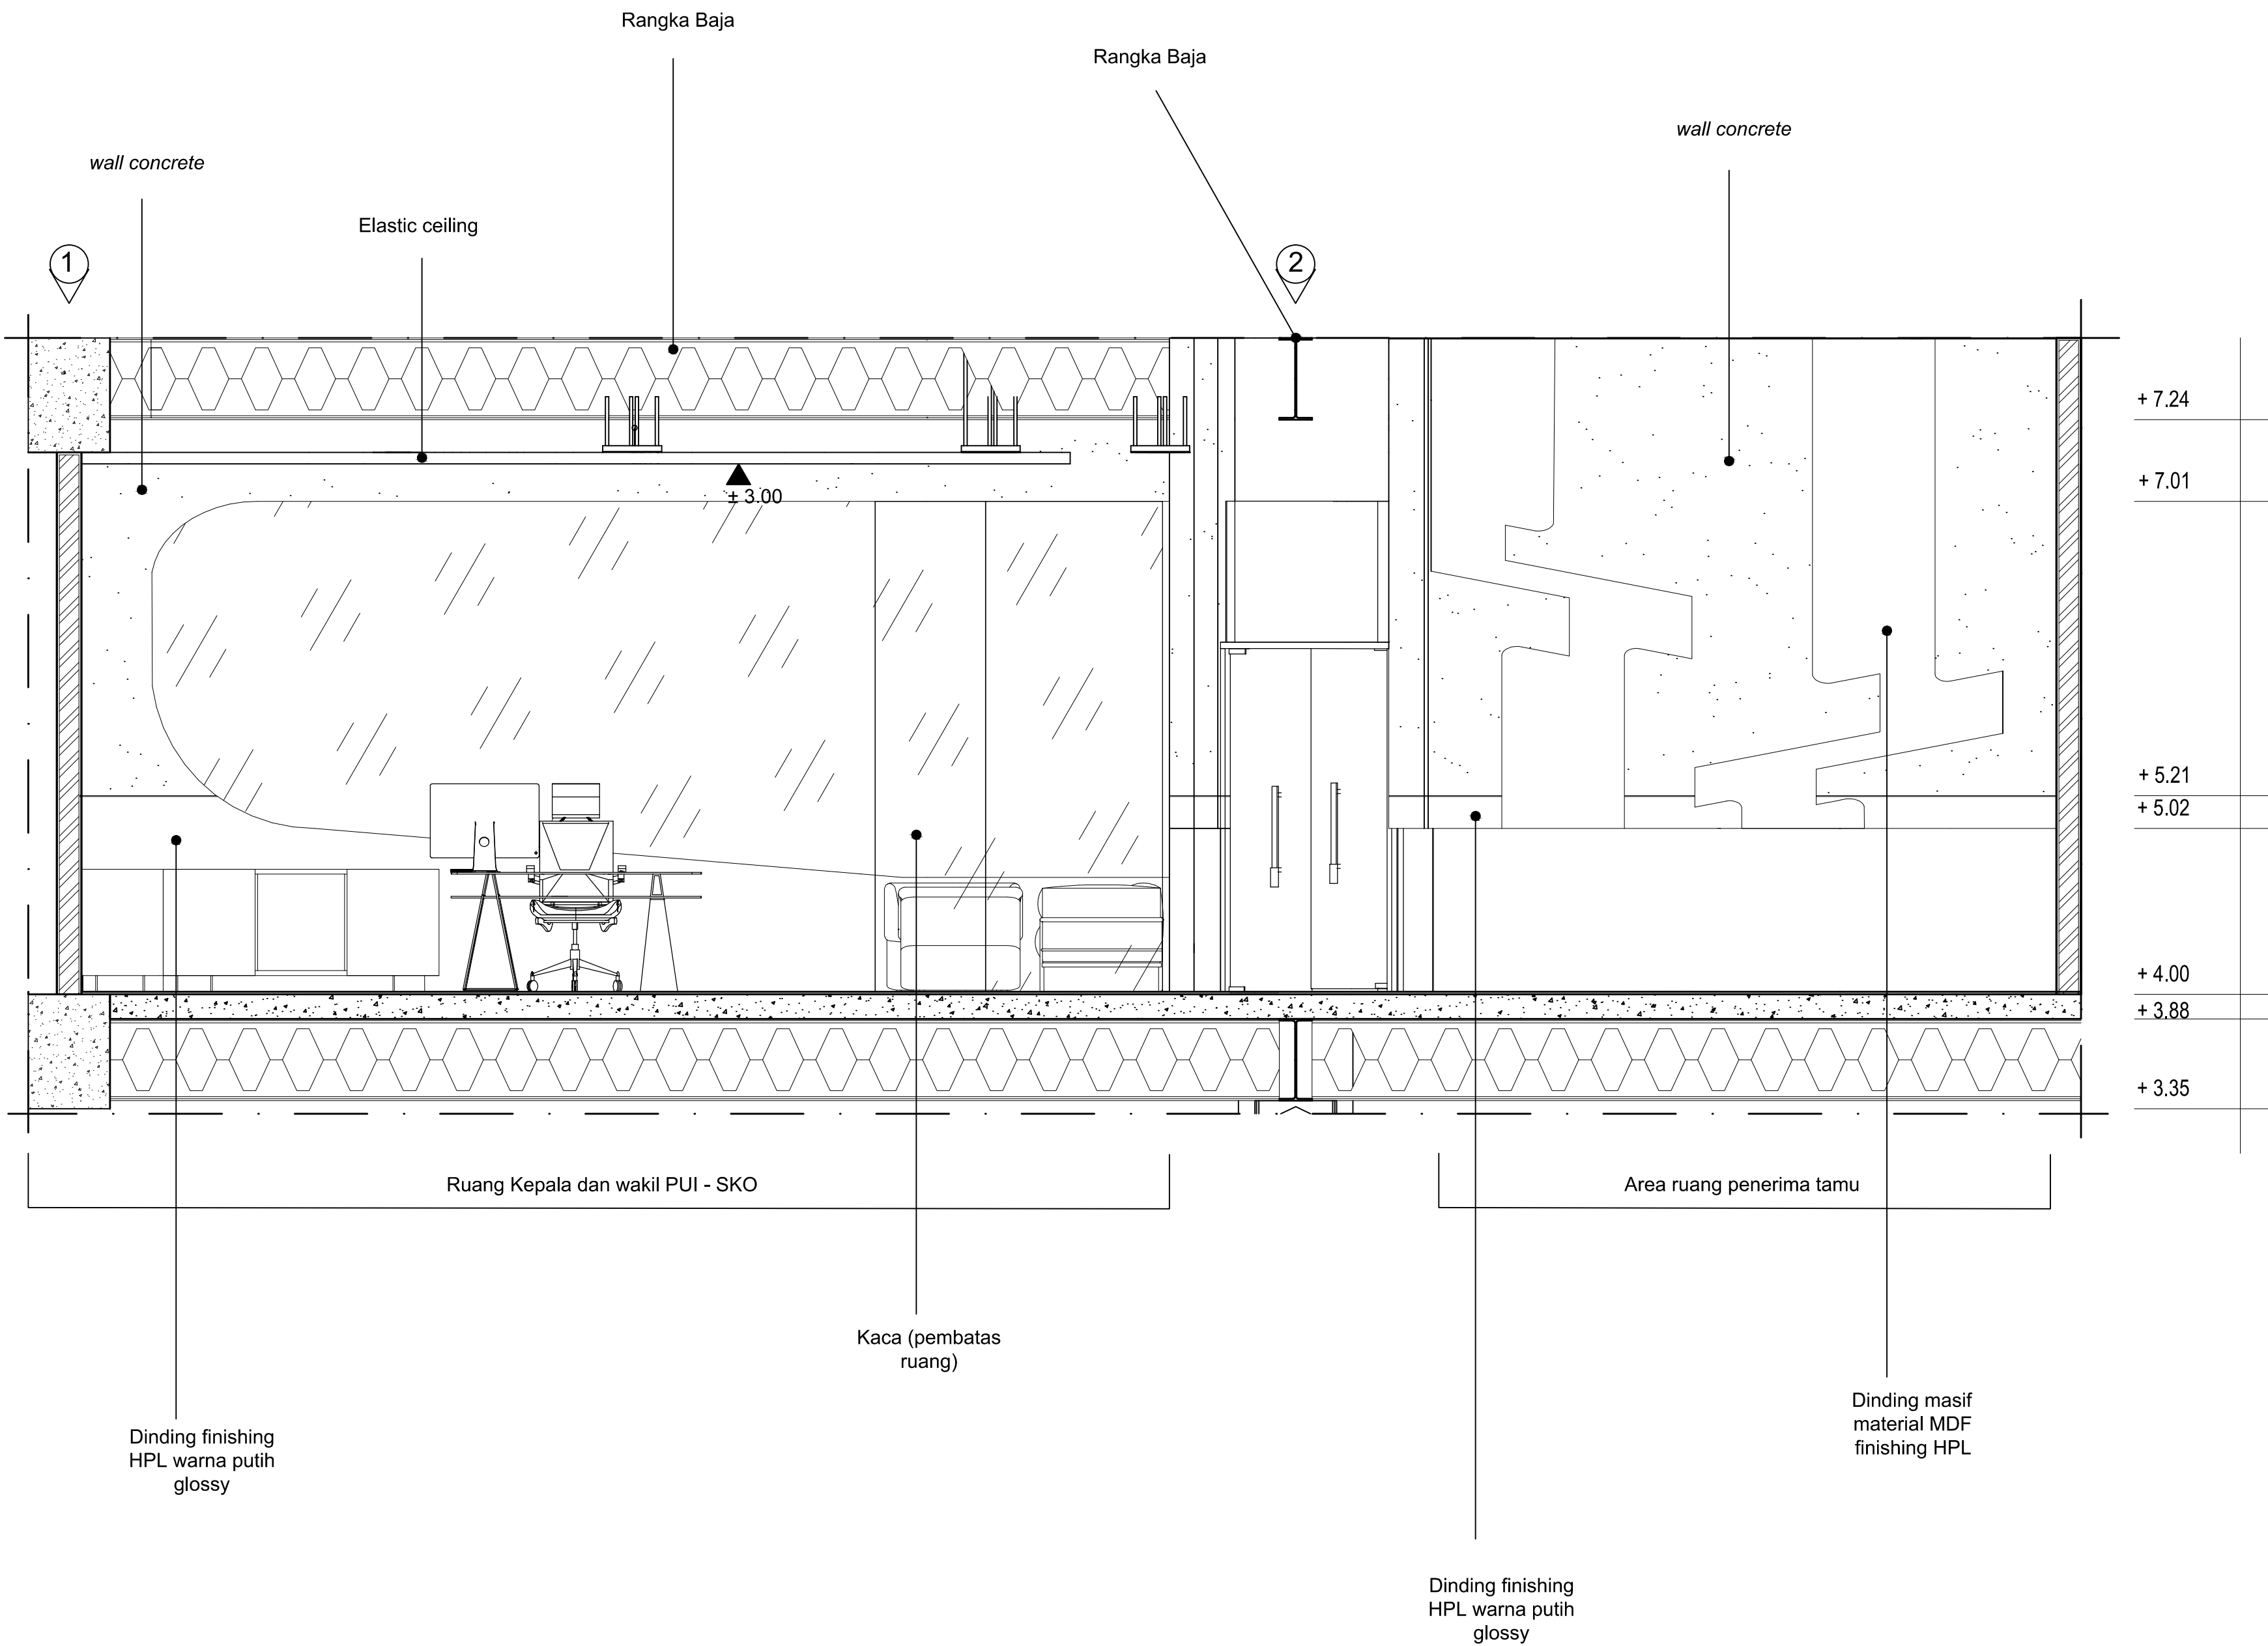 Rangka Baja
Rangka Baja
wall concrete
wall concrete
Elastic ceiling
1
2
+ 7.24
+ 7.01
± 3.00
+ 5.21
+ 5.02
+ 4.00
+ 3.88
+ 3.35
Ruang Kepala dan wakil PUI - SKO
Area ruang penerima tamu
Kaca (pembatas
ruang)
Dinding masif
material MDF
finishing HPL
Dinding finishing
HPL warna putih
glossy
Dinding finishing
HPL warna putih
glossy